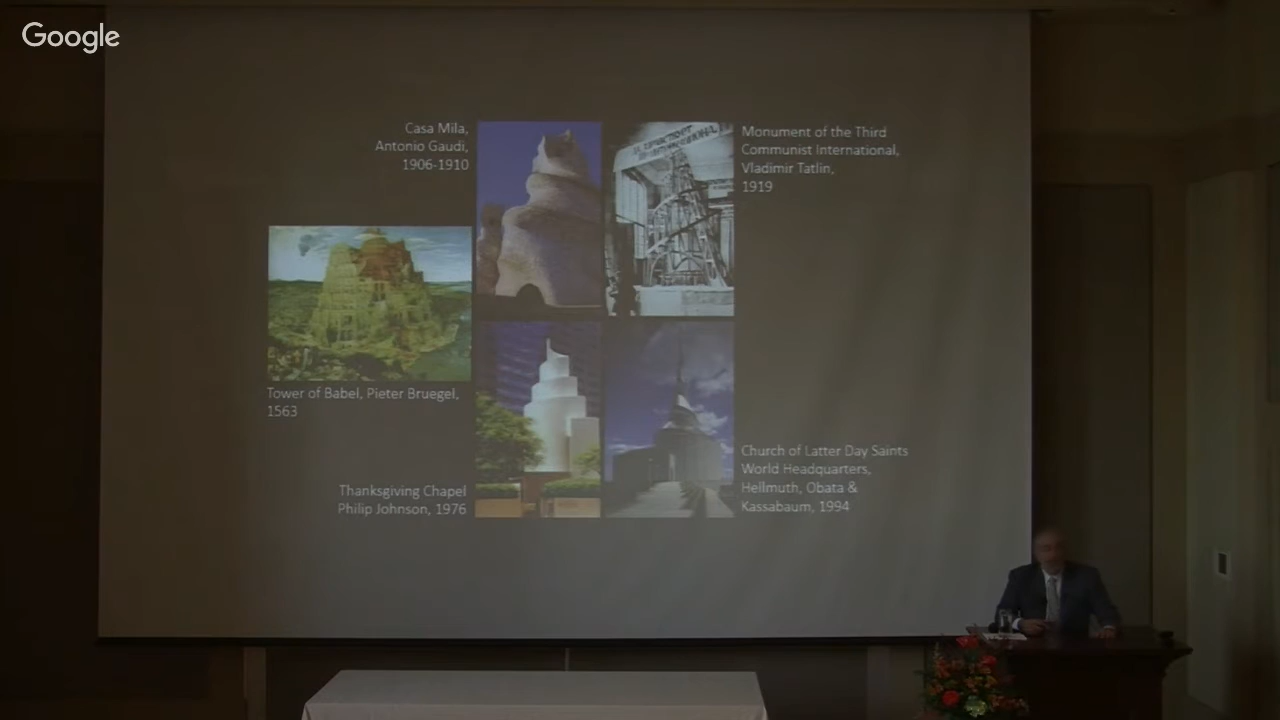 Google
Casa Mila,
Antonio Gaudi,
1906-1910
Monument of the Third
Communist International,
Vladimir Tatlin,
1919
Tower of Babel, Pieter Bruegel,
1563
Thanksgiving Chapel
Philip Johnson, 1976
Church of Latter Day Saints
World Headquarters,
Hellmuth, Obata &
Kassabaum, 1994